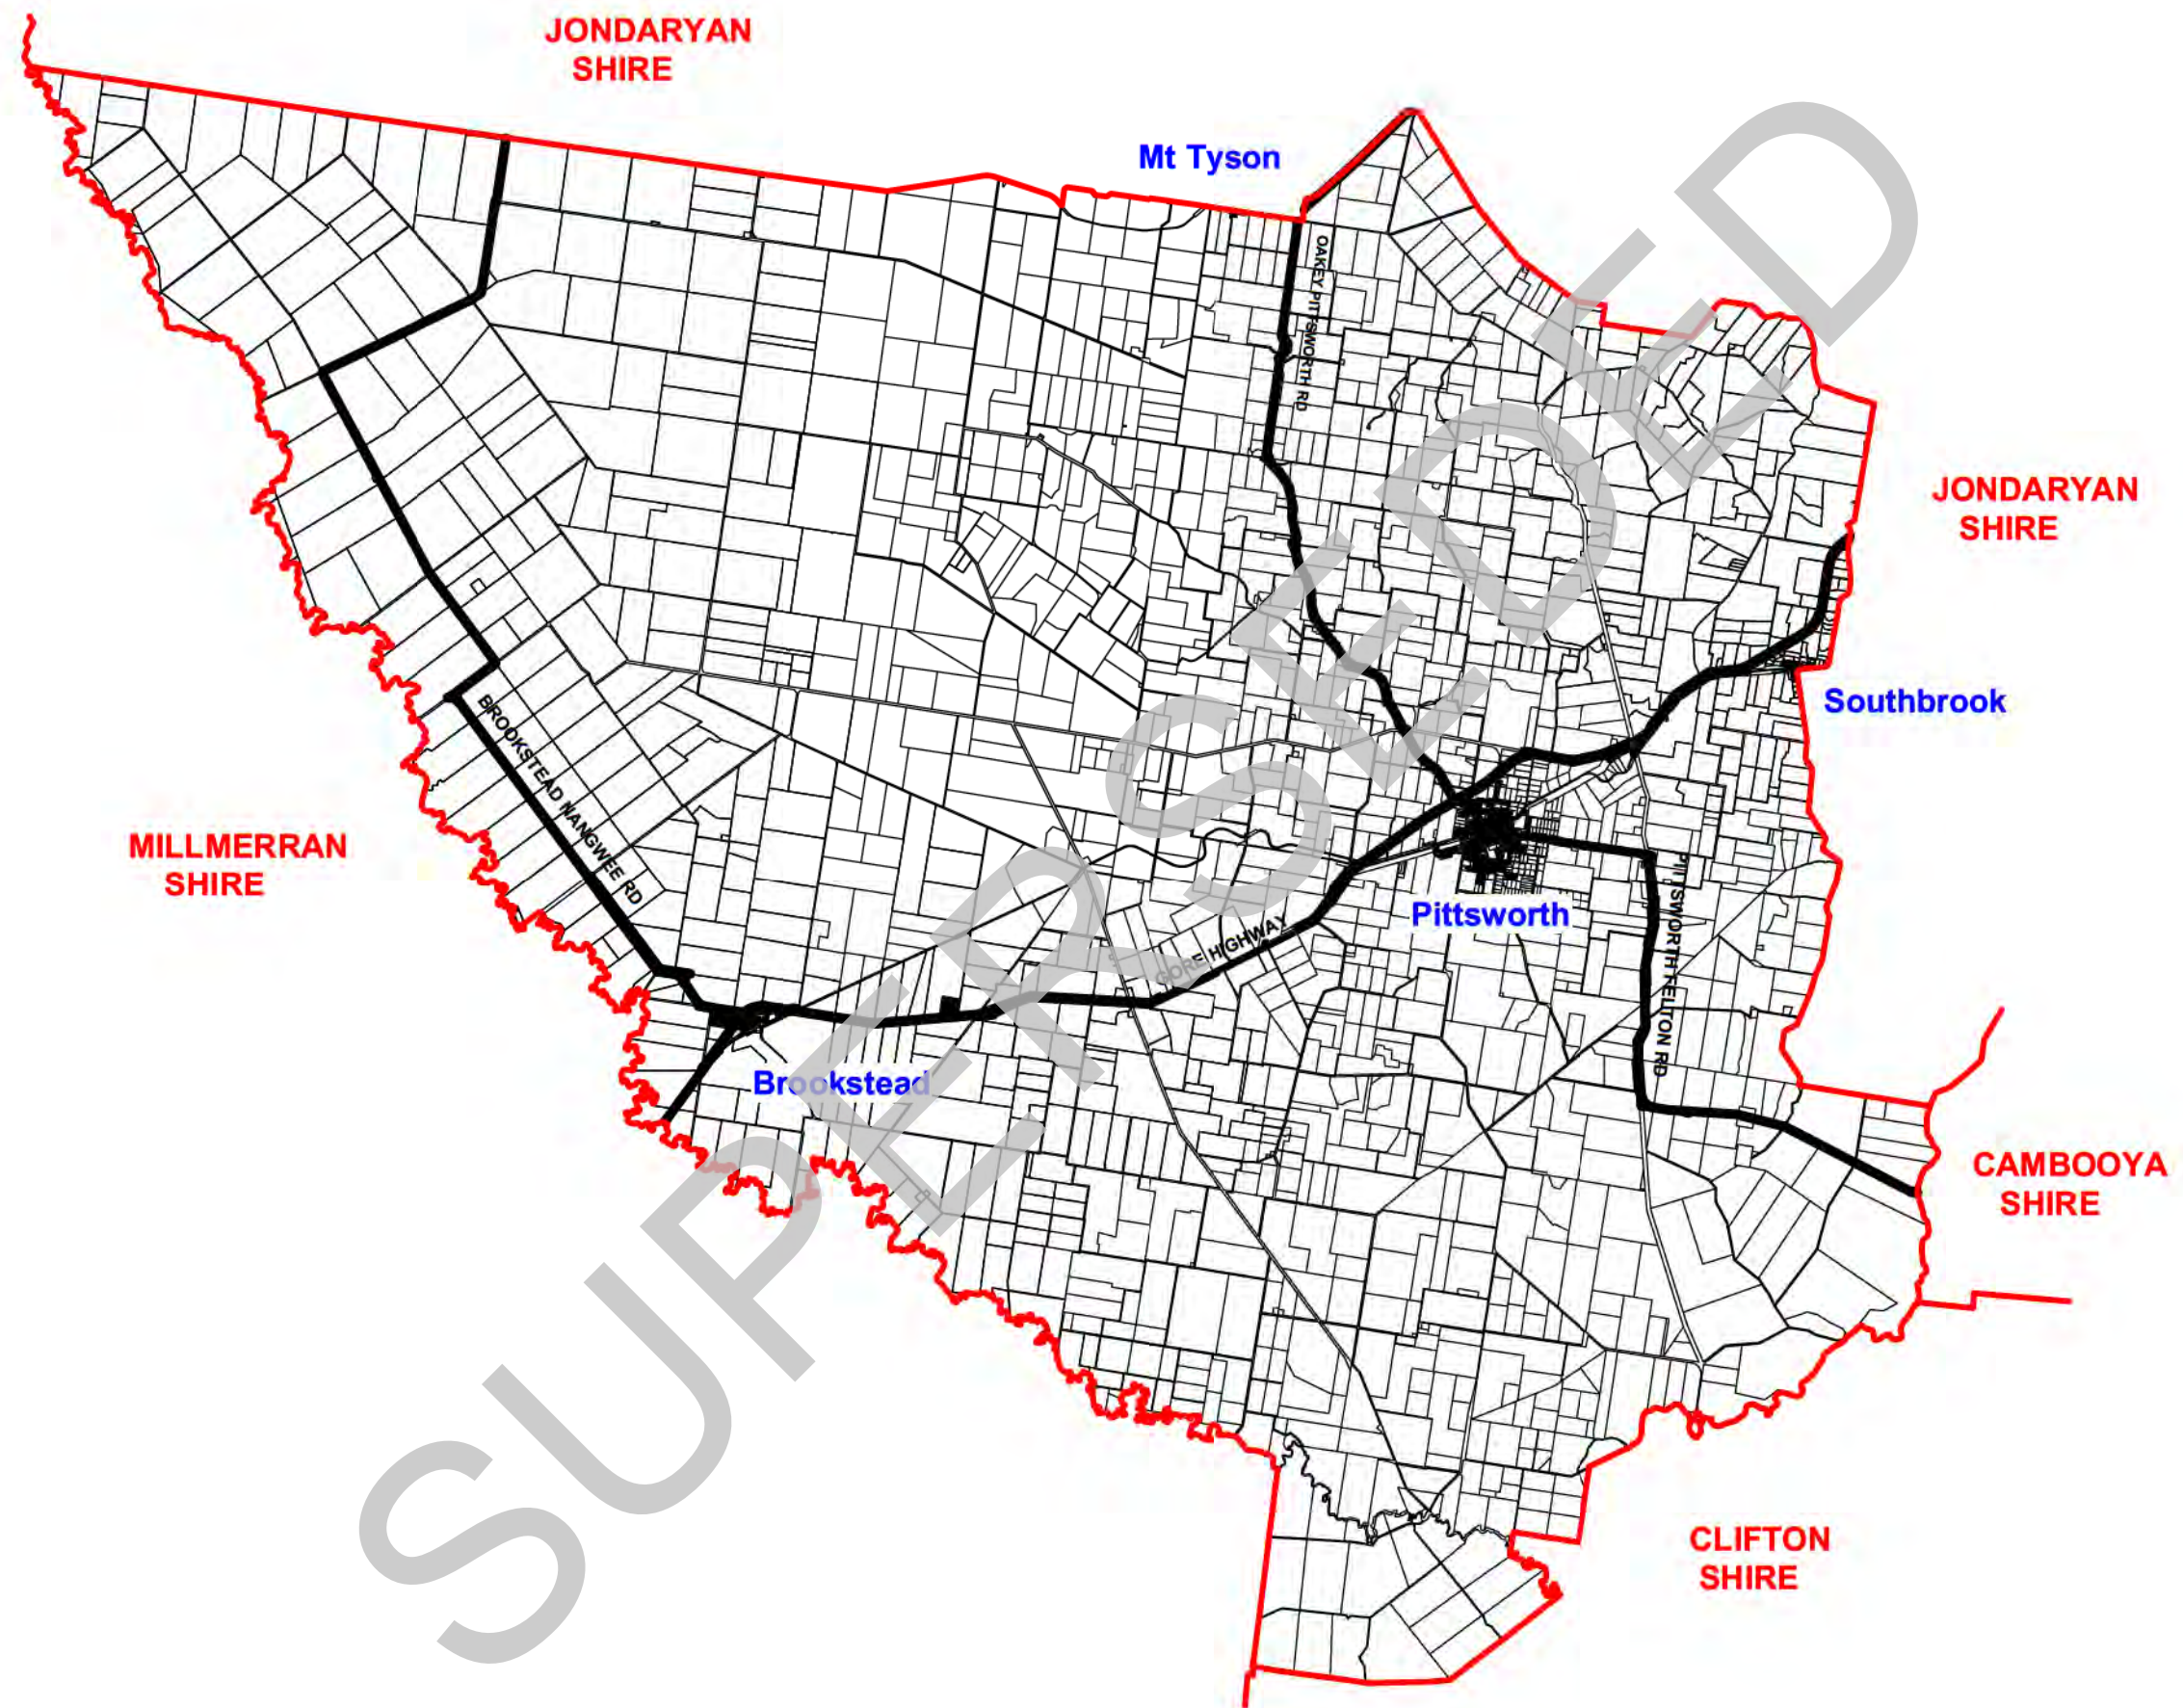 JONDARYAN
SHIRE
Mt Tyson
OAKEY PITTSWORTH RD
JONDARYAN
SHIRE
Southbrook
BROOKSTEAD NANGWEE RD
MILLMERRAN
SHIRE
Pittsworth
GORE HIGHWAY
PITTSWORTH FELTON RD
Brookstead
CAMBOOYA
SHIRE
CLIFTON
SHIRE
SUPERSEDED